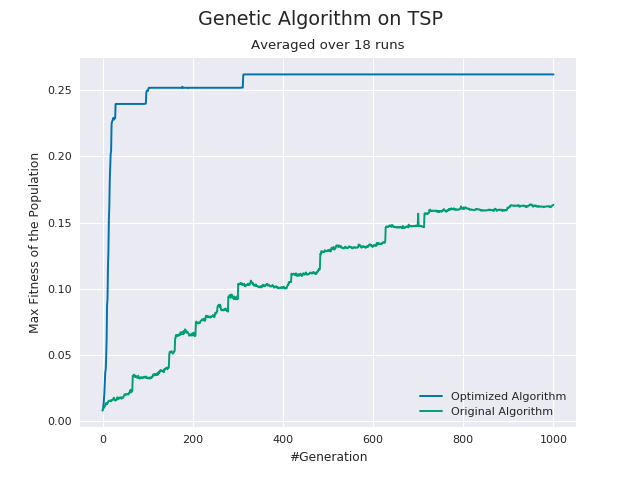 Genetic Algorithm on TSP
Averaged over 18 runs
Max Fitness of the Population
0.25
0.20
0.15
0.10
0.05
0.00
Optimized Algorithm
Original Algorithm
0 200 400 600 800 1000
#Generation